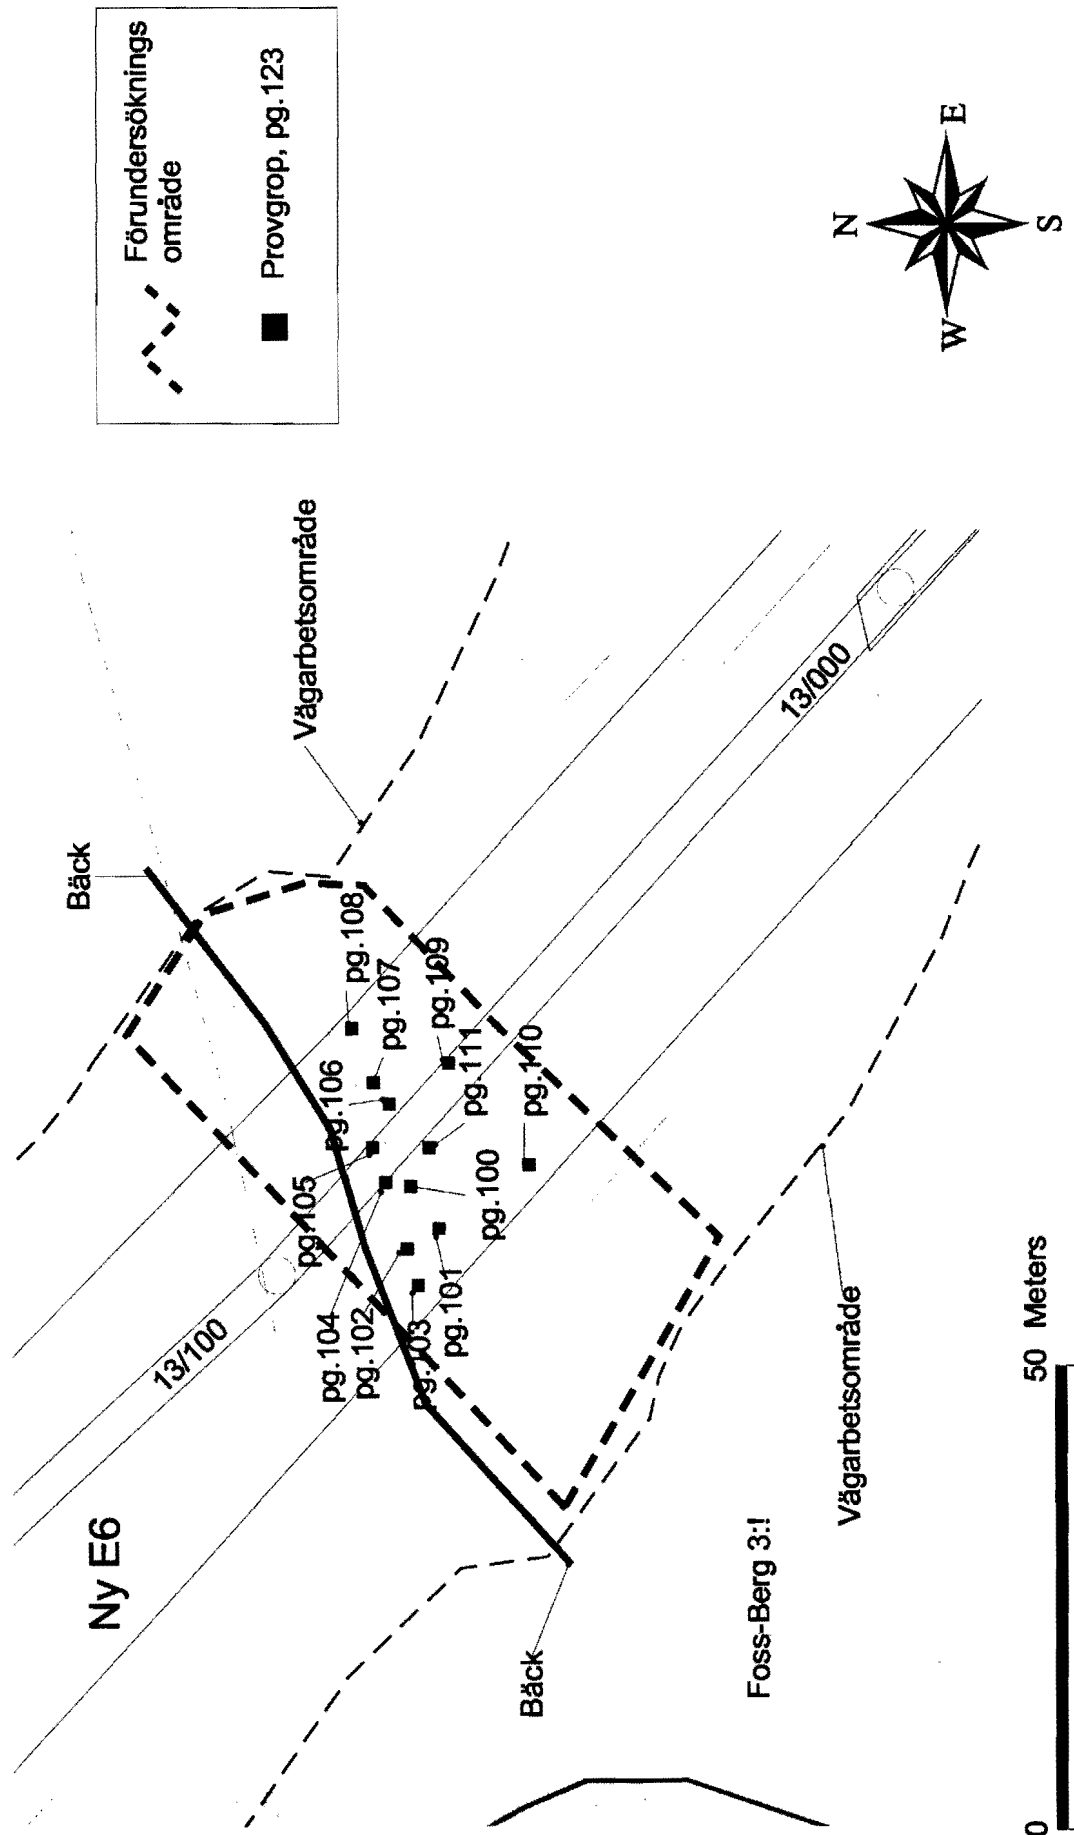 Förundersöknings
område
Provgrop, pg.123
N
E
S
W
Ny E6
13/100
13/000
Bäck
Bäck
Vägarbetsområde
Vägarbetsområde
pg.108
pg.107
pg.109
pg.106
pg.111
pg.110
pg.105
pg.100
pg.104
pg.102
pg.103
pg.101
Foss-Berg 3:!
0
50 Meters